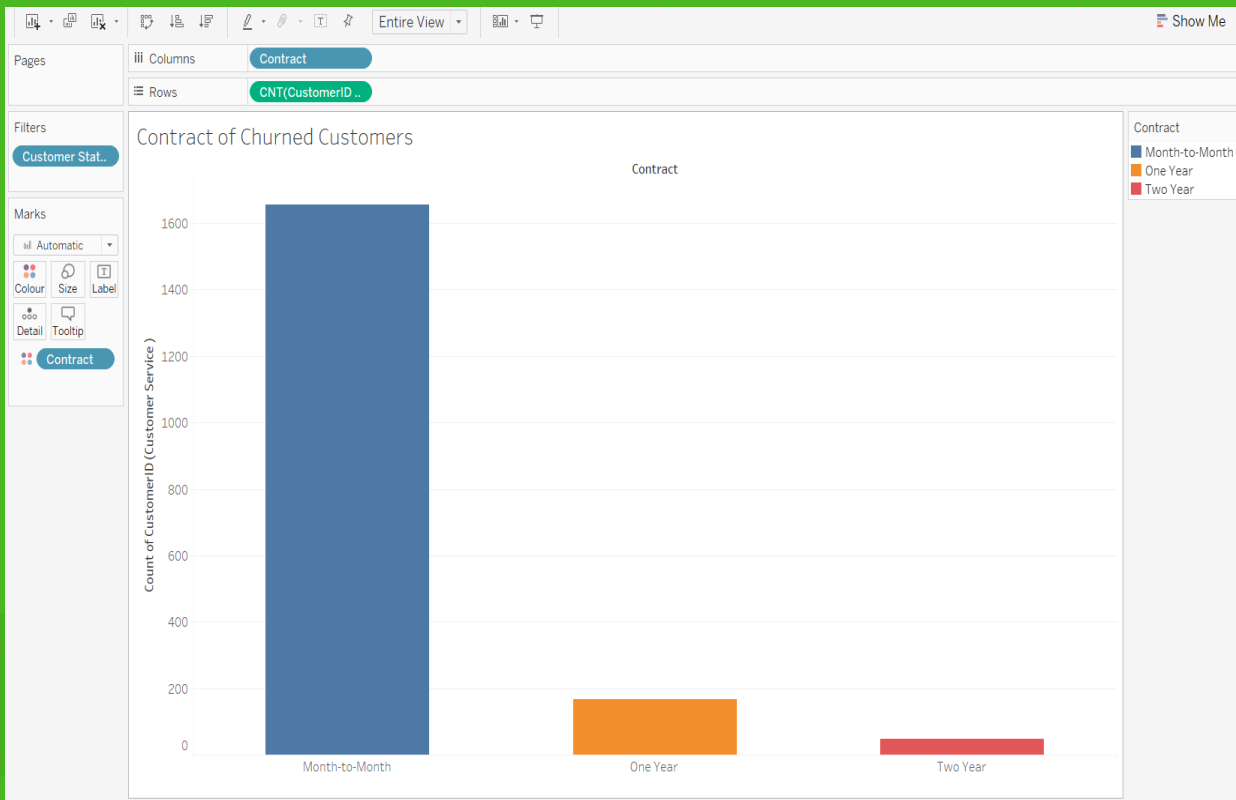 Entire View
Show Me
Pages
Columns
Contract
Rows
CNT(CustomerID ..
Filters
Customer Stat..
Marks
Automatic
Colour
Size
Label
Detail
Tooltip
Contract
Contract of Churned Customers
Contract
1600
1400
1200
1000
800
600
400
200
0
Count of CustomerID (Customer Service )
Month-to-Month
One Year
Two Year
Contract
Month-to-Month
One Year
Two Year